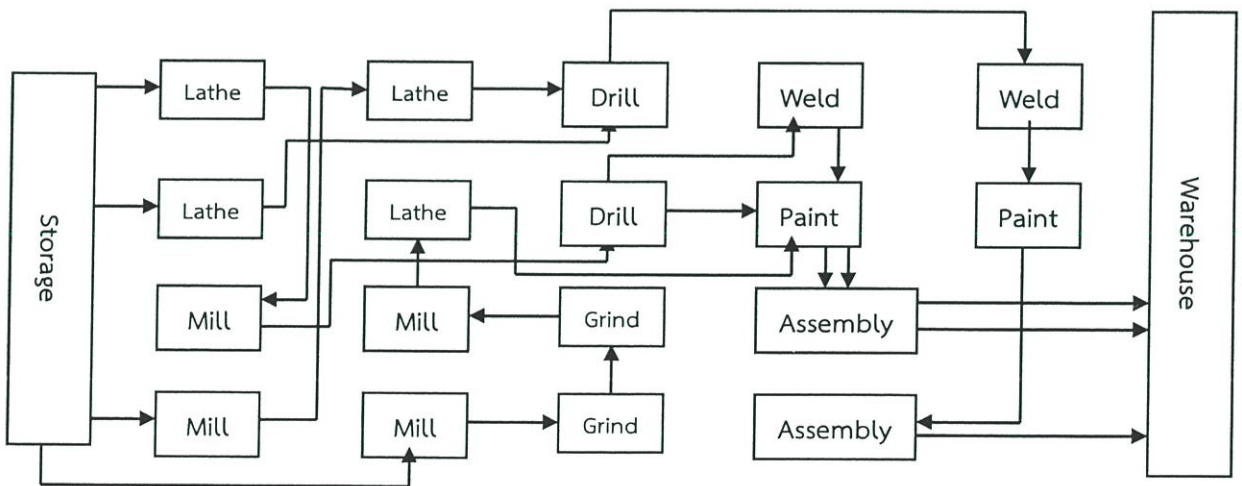 Storage
Lathe
Lathe
Drill
Weld
Weld
Warehouse
Lathe
Lathe
Drill
Paint
Paint
Mill
Mill
Grind
Assembly
Mill
Mill
Grind
Assembly